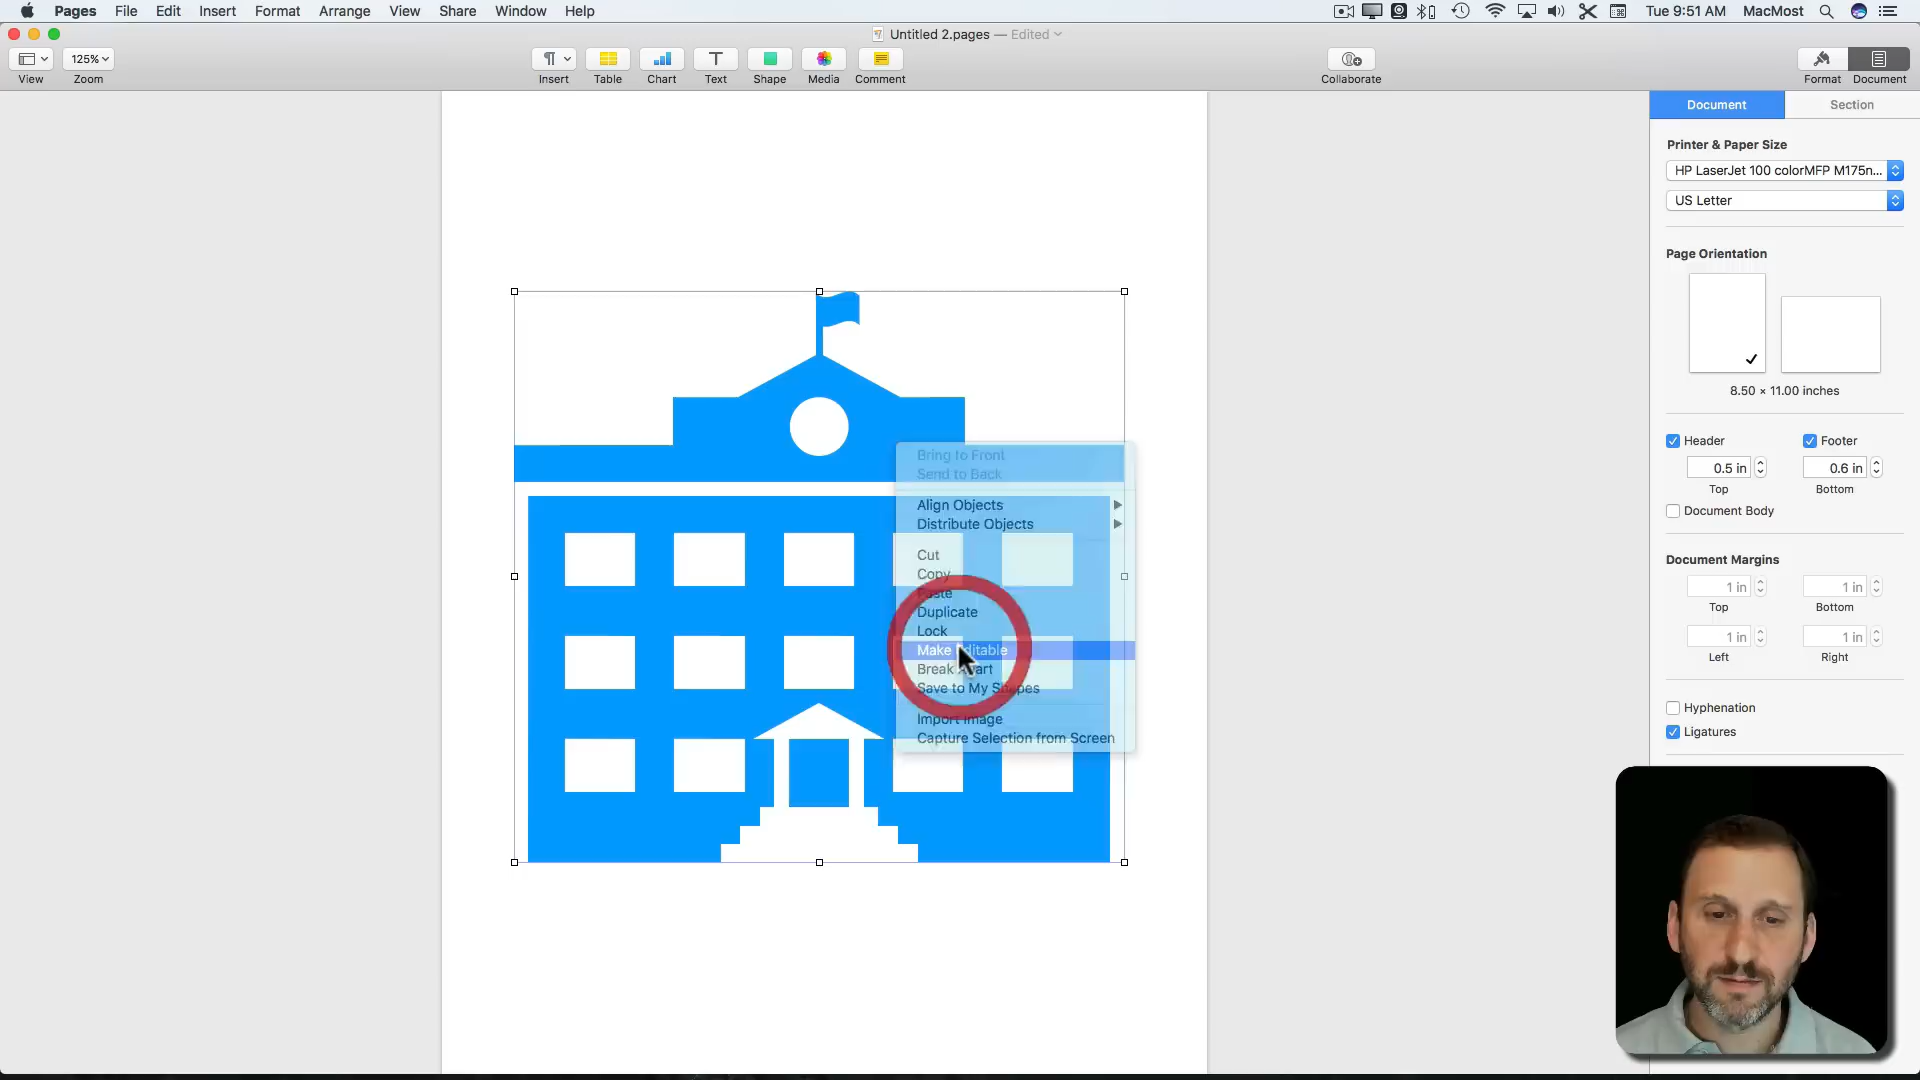 Pages File Edit Insert Format Arrange View Share Window Help Tue 9:51 AM MacMost
Untitled 2.pages — Edited
125%
View Zoom Insert Table Chart Text Shape Media Comment Collaborate Format Document
Document Section
Printer & Paper Size
HP LaserJet 100 colorMFP M175n...
US Letter
Page Orientation
8.50 × 11.00 inches
Header Footer
0.5 in 0.6 in
Top Bottom
Document Body
Document Margins
1 in 1 in
Top Bottom
1 in 1 in
Left Right
Hyphenation
Ligatures
Bring to Front
Send to Back
Align Objects
Distribute Objects
Cut
Copy
Paste
Duplicate
Lock
Make Editable
Break Apart
Save to My Shapes
Import Image
Capture Selection from Screen